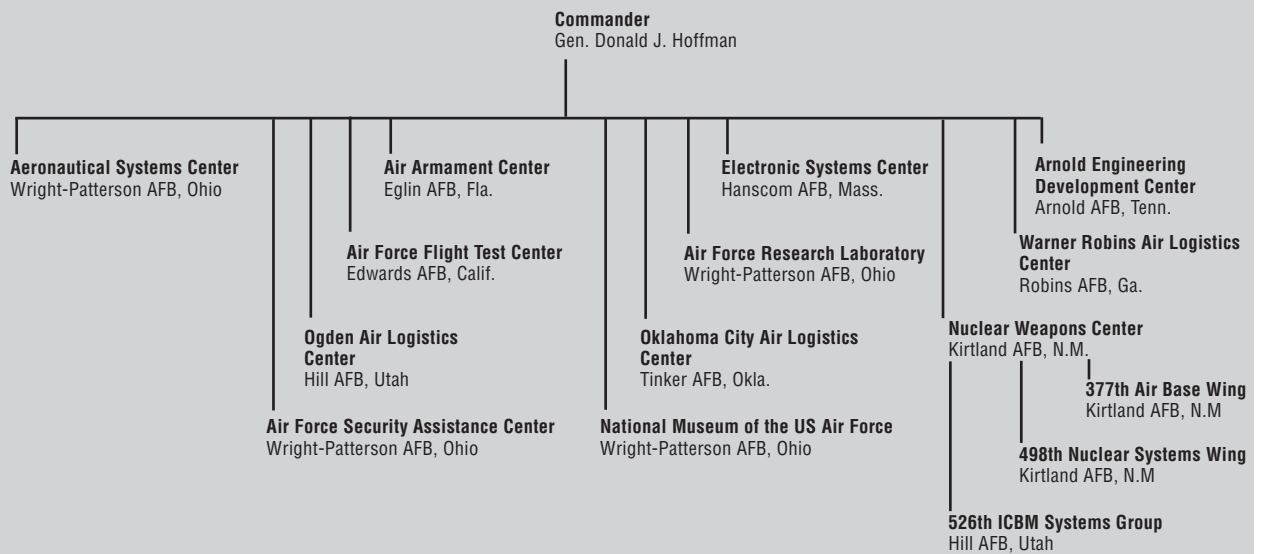 Commander
Gen. Donald J. Hoffman
Aeronautical Systems Center
Wright-Patterson AFB, Ohio
Air Armament Center
Eglin AFB, Fla.
Electronic Systems Center
Hanscom AFB, Mass.
Arnold Engineering
Development Center
Arnold AFB, Tenn.
Air Force Flight Test Center
Edwards AFB, Calif.
Air Force Research Laboratory
Wright-Patterson AFB, Ohio
Warner Robins Air Logistics
Center
Robins AFB, Ga.
Ogden Air Logistics
Center
Hill AFB, Utah
Oklahoma City Air Logistics
Center
Tinker AFB, Okla.
Nuclear Weapons Center
Kirtland AFB, N.M.
377th Air Base Wing
Kirtland AFB, N.M
Air Force Security Assistance Center
Wright-Patterson AFB, Ohio
National Museum of the US Air Force
Wright-Patterson AFB, Ohio
498th Nuclear Systems Wing
Kirtland AFB, N.M
526th ICBM Systems Group
Hill AFB, Utah